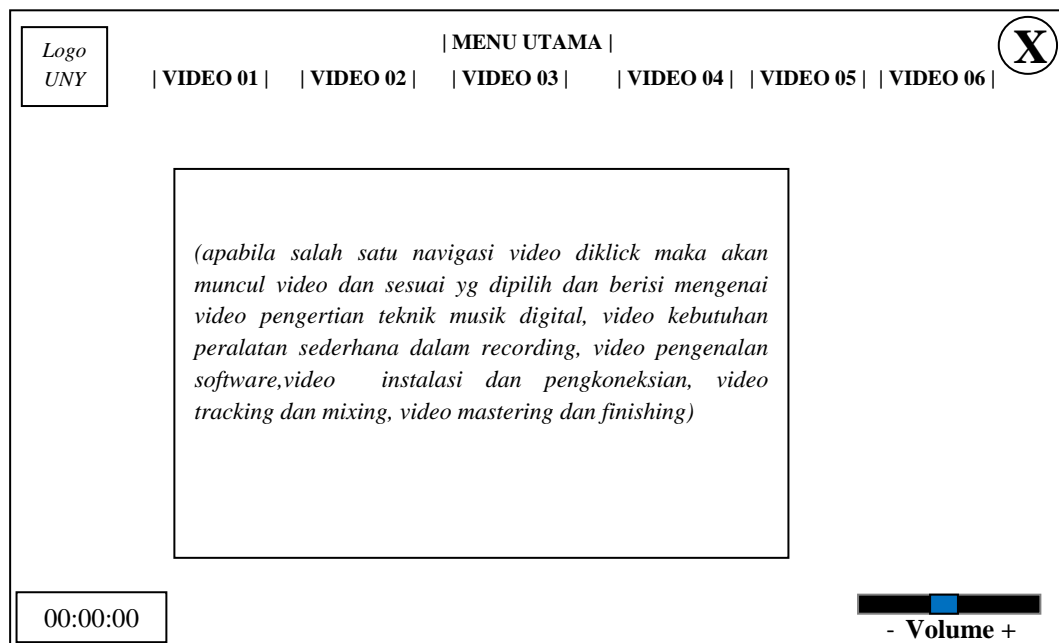 Logo
UNY
| MENU UTAMA |
X
| VIDEO 01 | | VIDEO 02 | | VIDEO 03 | | VIDEO 04 | | VIDEO 05 | | VIDEO 06 |
(apabila salah satu navigasi video diklick maka akan
muncul video dan sesuai yg dipilih dan berisi mengenai
video pengertian teknik musik digital, video kebutuhan
peralatan sederhana dalam recording, video pengenalan
software,video instalasi dan pengkoneksian, video
tracking dan mixing, video mastering dan finishing)
00:00:00
- Volume +